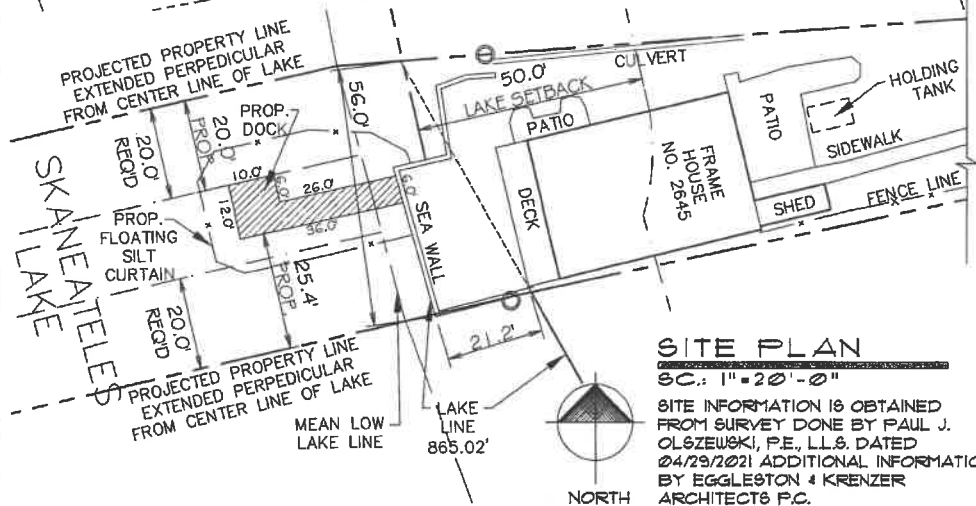 PROJECTED PROPERTY LINE
EXTENDED PERPEDICULAR
FROM CENTER LINE OF LAKE
PROP.
DOCK
20.0'
REQ'D
20.0'
PROP.
56.0'
50.0'
LAKE SETBACK
CULVERT
PATIO
PATIO
HOLDING
TANK
SIDEWALK
FENCE LINE
SHED
FRAME
HOUSE
NO. 2645
DECK
SEA WALL
10.0'
6.0'
26.0'
6.0'
12.0'
36.0'
SKANEATELES
LAKE
PROP.
FLOATING
SILT
CURTAIN
25.4'
PROP.
20.0'
REQ'D
21.2'
PROJECTED PROPERTY LINE
EXTENDED PERPEDICULAR
FROM CENTER LINE OF LAKE
MEAN LOW
LAKE LINE
LAKE
LINE
865.02'
NORTH
SITE PLAN
SC.: 1"=20'-0"
SITE INFORMATION IS OBTAINED
FROM SURVEY DONE BY PAUL J.
OLSZEWSKI, P.E., L.L.S. DATED
04/29/2021 ADDITIONAL INFORMATIO
BY EGGLESTON & KRENZER
ARCHITECTS P.C.